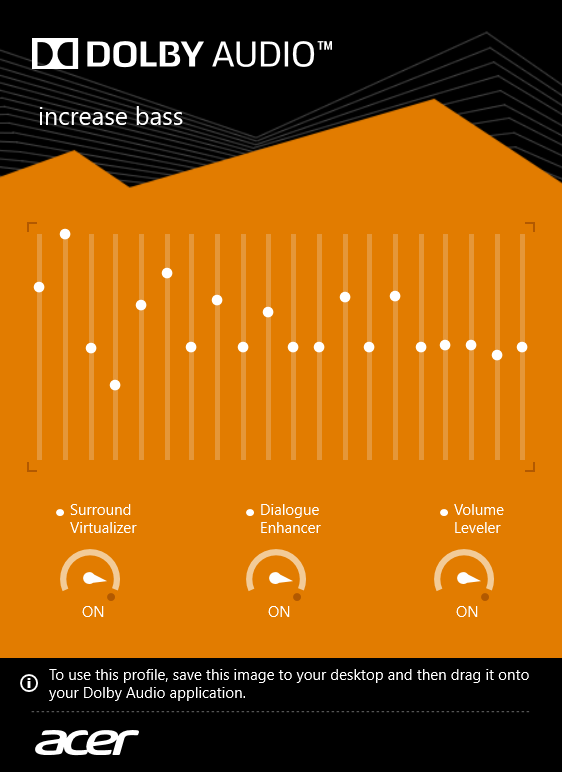 DOLBY AUDIO™
increase bass
Surround
Virtualizer
Dialogue
Enhancer
Volume
Leveler
ON
ON
ON
To use this profile, save this image to your desktop and then drag it onto
your Dolby Audio application.
acer